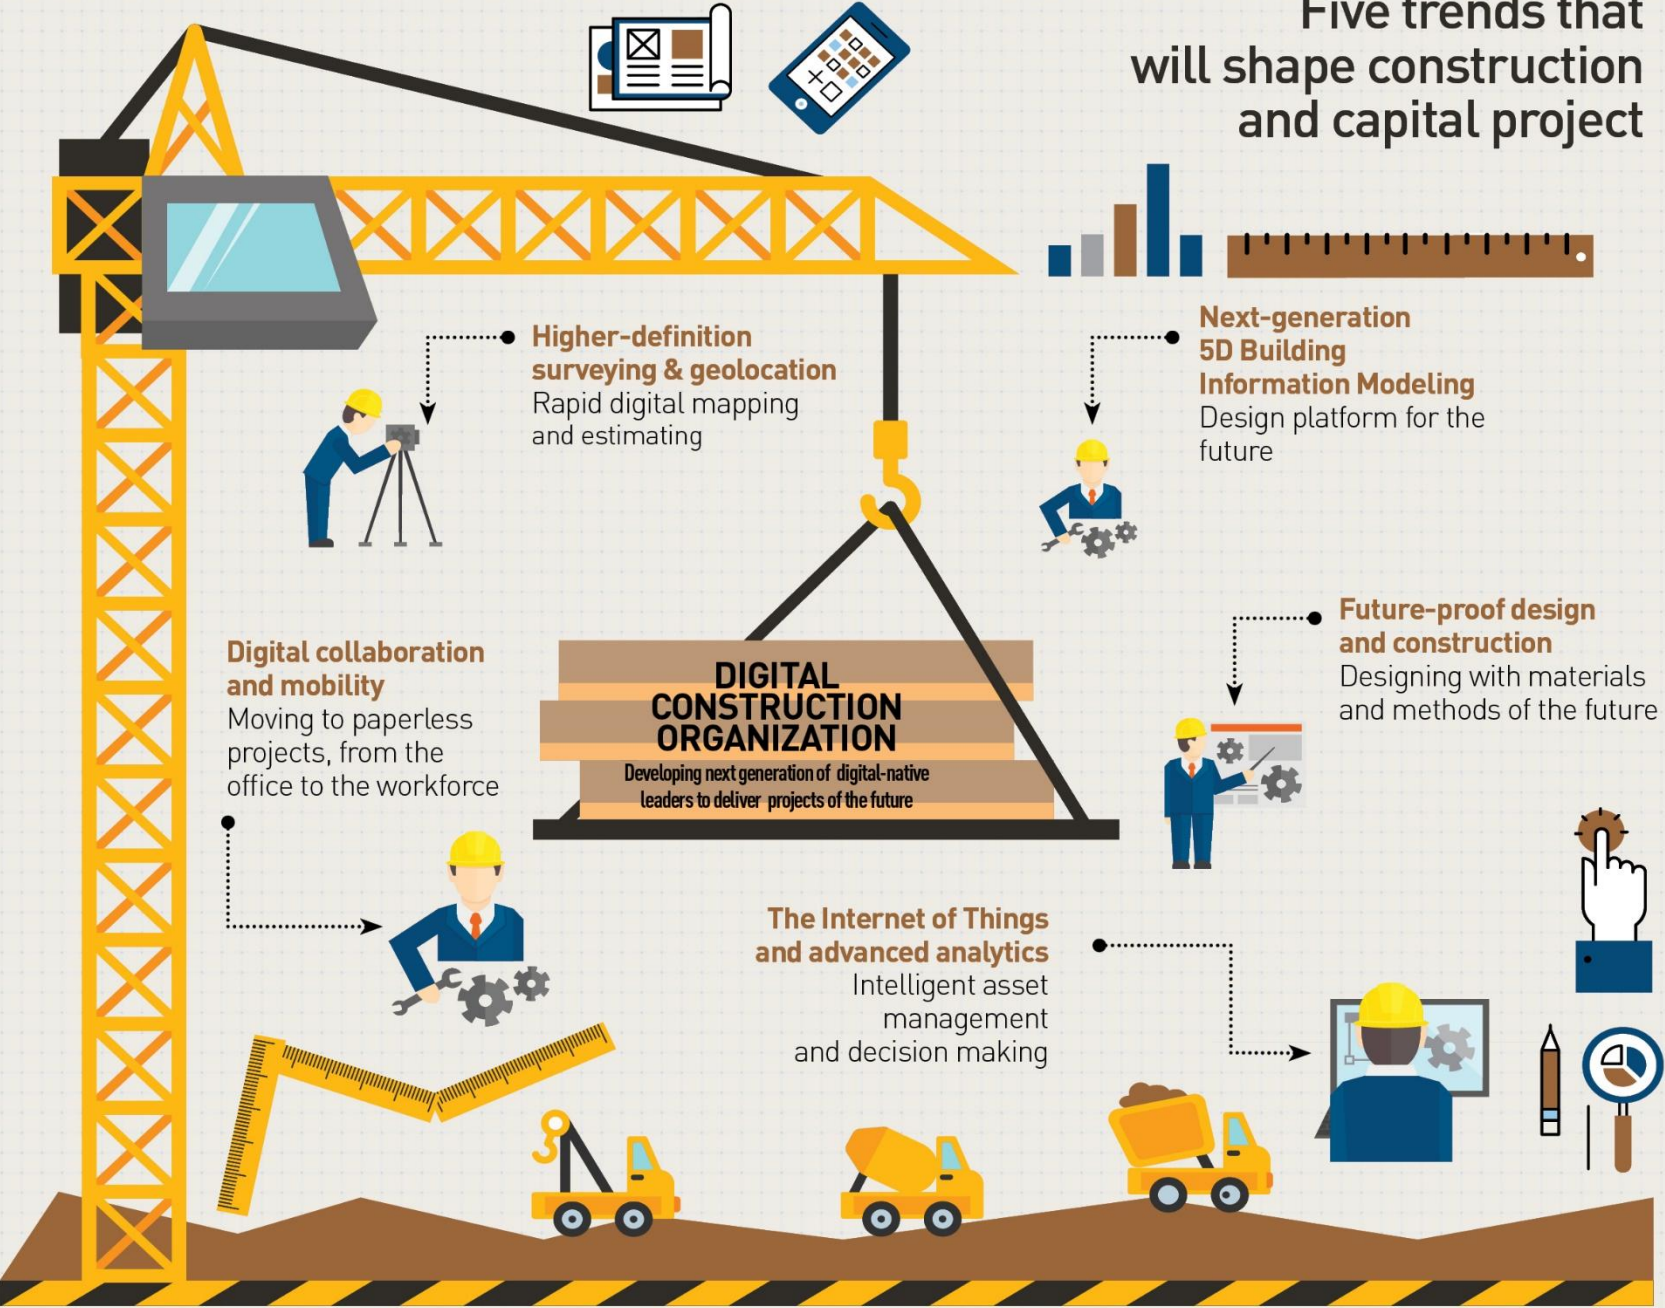 Five trends that
will shape construction
and capital project
Higher-definition
surveying & geolocation
Rapid digital mapping
and estimating
Next-generation
5D Building
Information Modeling
Design platform for the
future
Digital collaboration
and mobility
Moving to paperless
projects, from the
office to the workforce
DIGITAL
CONSTRUCTION
ORGANIZATION
Developing next generation of digital-native
leaders to deliver projects of the future
Future-proof design
and construction
Designing with materials
and methods of the future
The Internet of Things
and advanced analytics
Intelligent asset
management
and decision making